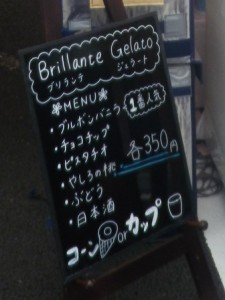 Brillante Gelato
ブリランテ ジェラート
MENU
・ブルボンバニラ 1番人気
・チョコチップ
・ピスタチオ
・やしろの桃
・ぶどう
・日本酒
各350円
コーン or カップ